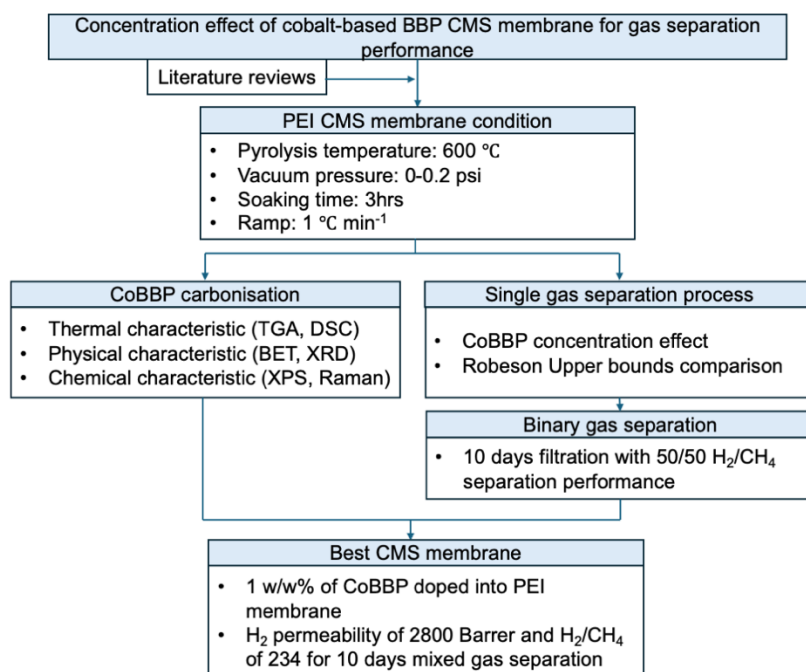 Concentration effect of cobalt-based BBP CMS membrane for gas separation
performance
Literature reviews
PEI CMS membrane condition
• Pyrolysis temperature: 600 ℃
• Vacuum pressure: 0-0.2 psi
• Soaking time: 3hrs
• Ramp: 1 ℃ min⁻¹
CoBBP carbonisation
• Thermal characteristic (TGA, DSC)
• Physical characteristic (BET, XRD)
• Chemical characteristic (XPS, Raman)
Single gas separation process
• CoBBP concentration effect
• Robeson Upper bounds comparison
Binary gas separation
• 10 days filtration with 50/50 H₂/CH₄
separation performance
Best CMS membrane
• 1 w/w% of CoBBP doped into PEI
membrane
• H₂ permeability of 2800 Barrer and H₂/CH₄
of 234 for 10 days mixed gas separation